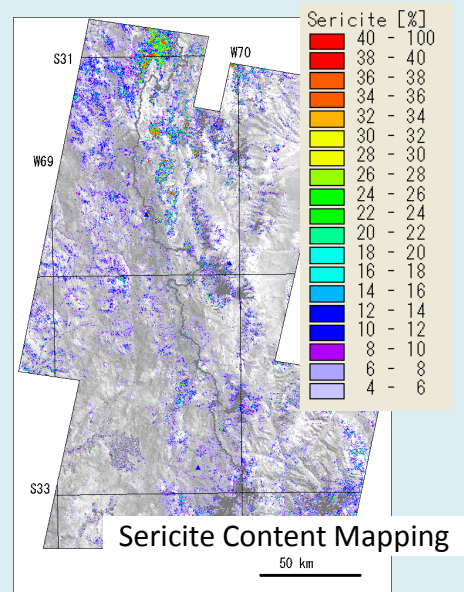 Sericite [%]
40 - 100
38 - 40
36 - 38
34 - 36
32 - 34
30 - 32
28 - 30
26 - 28
24 - 26
22 - 24
20 - 22
18 - 20
16 - 18
14 - 16
12 - 14
10 - 12
8 - 10
6 - 8
4 - 6
W70
S31
W69
S33
Sericite Content Mapping
50 km